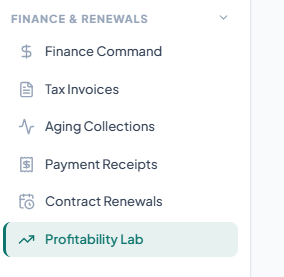 FINANCE & RENEWALS
Finance Command
Tax Invoices
Aging Collections
Payment Receipts
Contract Renewals
Profitability Lab